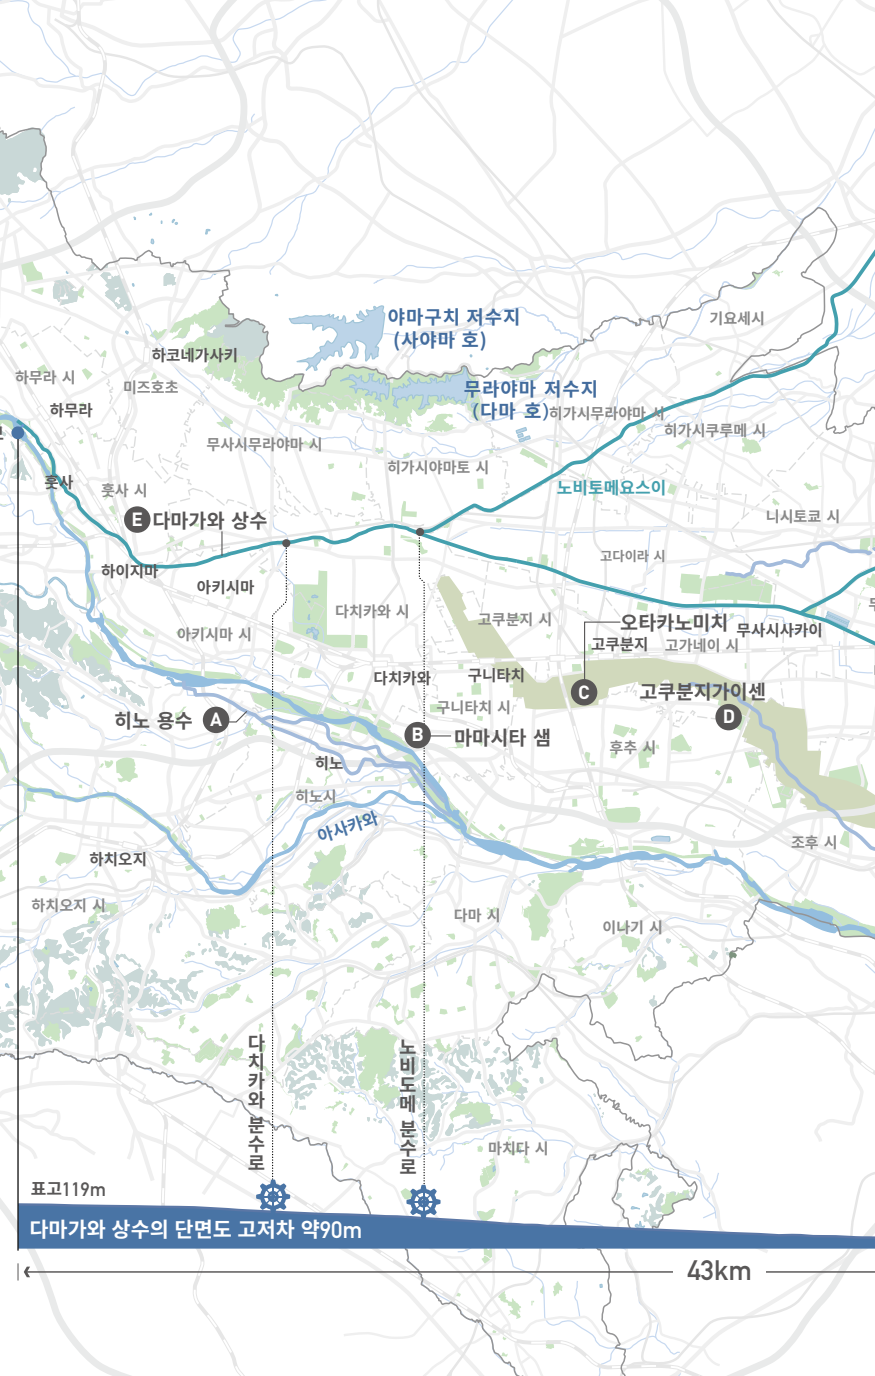 기요세시
야마구치 저수지
(사야마 호)
하코네가사키
하무라 시
미즈호초
무라야마 저수지
(다마 호)
히가시무라야마 시
하무라
히가시쿠루메 시
무사시무라야마 시
히가시야마토 시
훗사
훗사 시
노비토메요스이
E
다마가와 상수
니시토쿄 시
하이지마
고다이라 시
아키시마
다치카와 시
고쿠분지 시
오타카노미치
무사시사카이
아키시마 시
고쿠분지
고가네이 시
다치카와
구니타치
C
고쿠분지가이센
구니타치 시
D
히노 용수
A
B
마마시타 샘
후추 시
히노
히노시
아사카와
조후 시
하치오지
하치오지 시
다마 시
이나기 시
다치카와 분수로
노비도메 분수로
마치다 시
표고119m
다마가와 상수의 단면도 고저차 약90m
43km